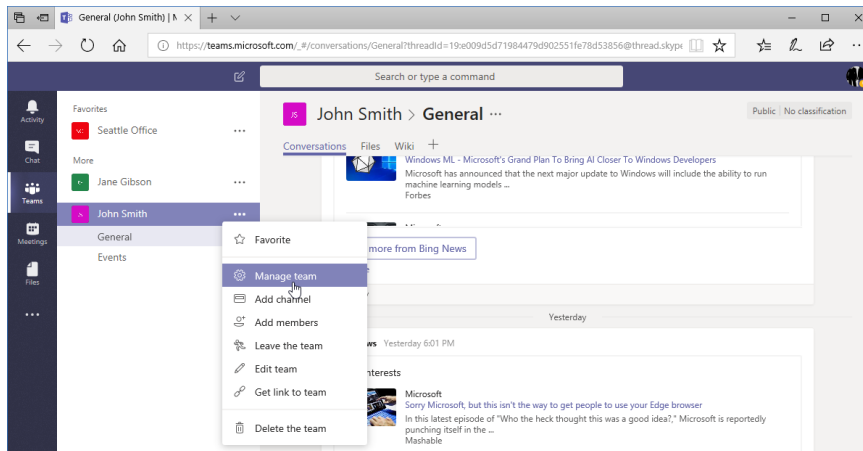 General (John Smith) | M
https://teams.microsoft.com/_#/conversations/General?threadId=19:e009d5d71984479d902551fe78d53856@thread.skype
Search or type a command
Activity
Chat
Teams
Meetings
Files
Favorites
Seattle Office
More
Jane Gibson
JS
John Smith
General
Events
Favorite
Manage team
Add channel
Add members
Leave the team
Edit team
Get link to team
Delete the team
JS
John Smith > General
Public | No classification
Conversations
Files
Wiki
Windows ML - Microsoft's Grand Plan To Bring AI Closer To Windows Developers
Microsoft has announced that the next major update to Windows will include the ability to run
machine learning models ...
Forbes
more from Bing News
Yesterday
ws Yesterday 6:01 PM
nterests
Microsoft
Sorry Microsoft, but this isn't the way to get people to use your Edge browser
In this latest episode of "Who the heck thought this was a good idea?," Microsoft is reportedly
punching itself in the ...
Mashable